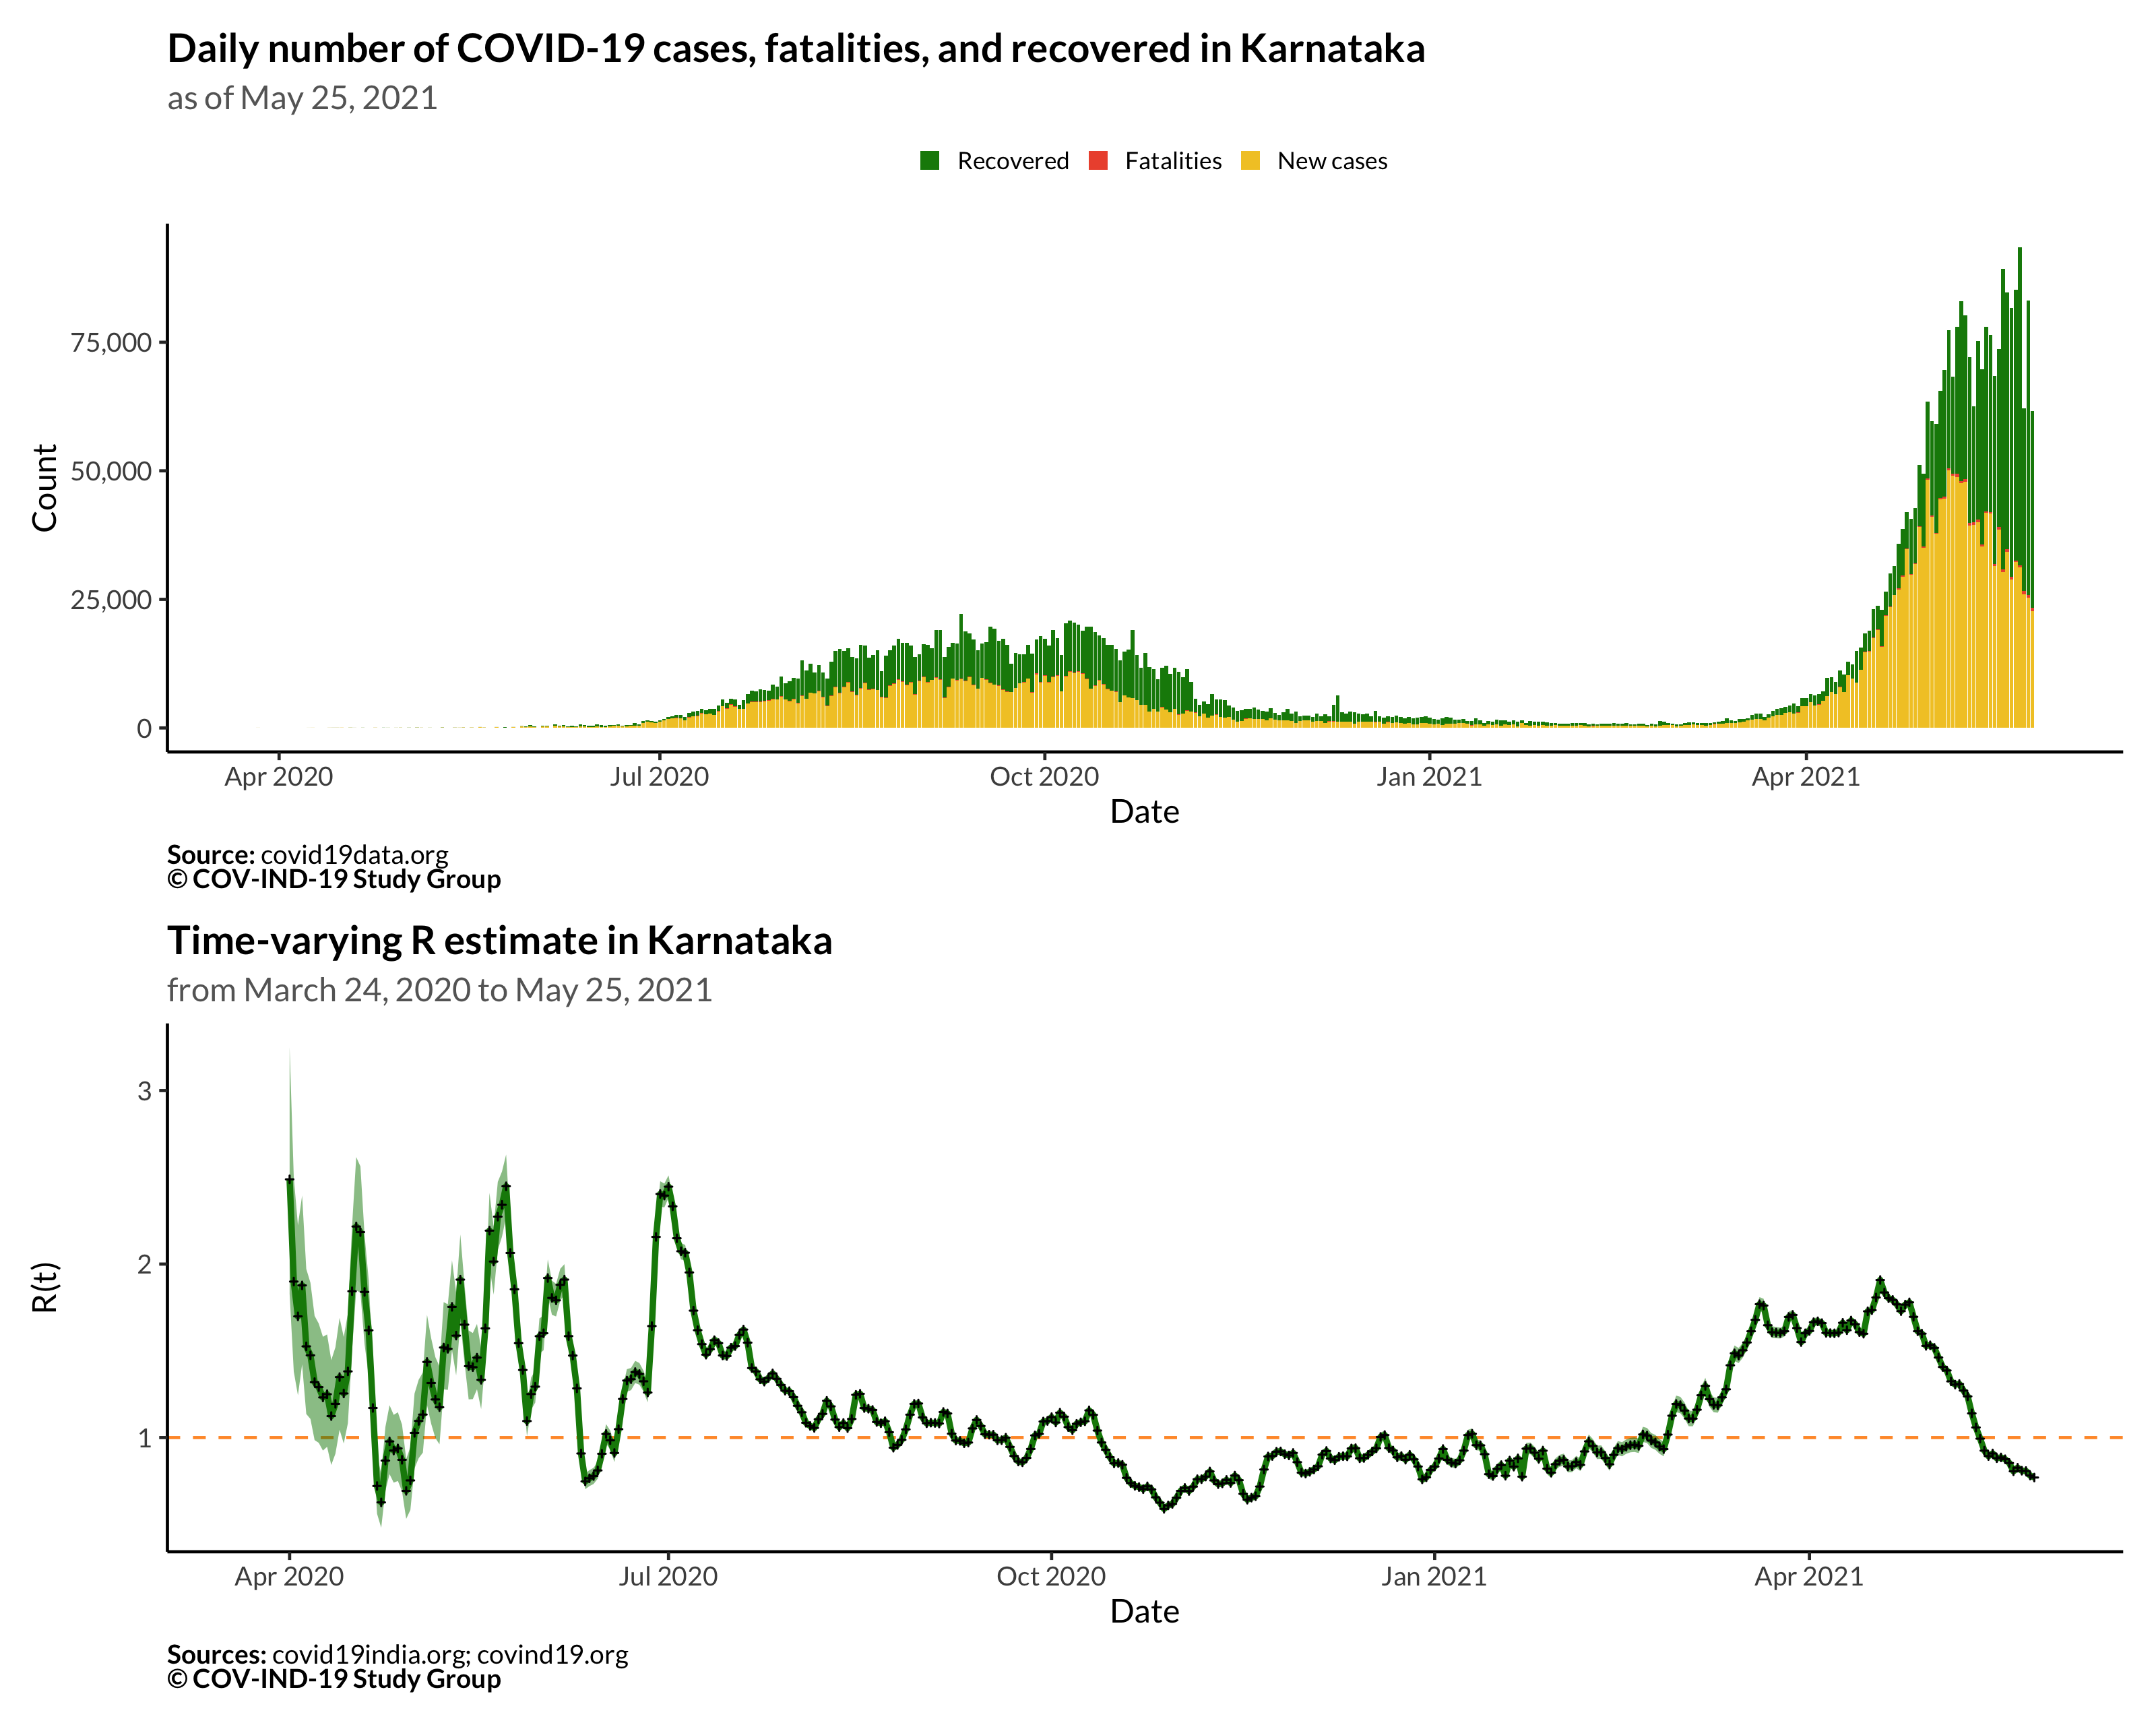 Daily number of COVID-19 cases, fatalities, and recovered in Karnataka
as of May 25, 2021
Recovered Fatalities New cases
75,000
50,000
25,000
0
Count
Apr 2020 Jul 2020 Oct 2020 Jan 2021 Apr 2021
Date
Source: covid19data.org
© COV-IND-19 Study Group
Time-varying R estimate in Karnataka
from March 24, 2020 to May 25, 2021
3
2
1
R(t)
Apr 2020 Jul 2020 Oct 2020 Jan 2021 Apr 2021
Date
Sources: covid19india.org; covind19.org
© COV-IND-19 Study Group